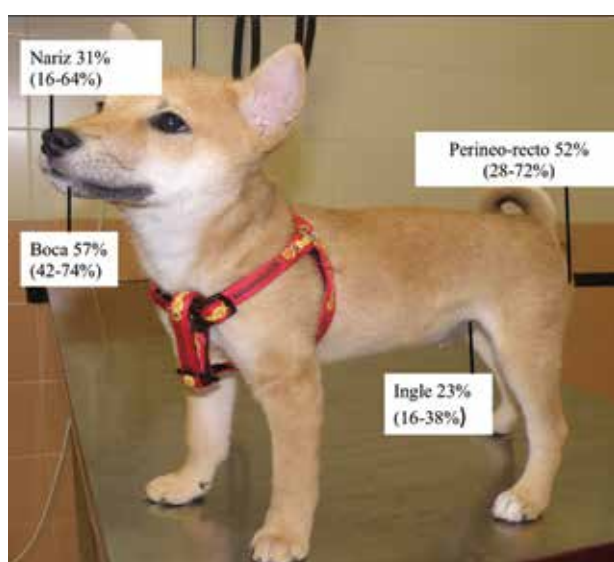 Nariz 31%
(16-64%)
Perineo-recto 52%
(28-72%)
Boca 57%
(42-74%)
Ingle 23%
(16-38%)